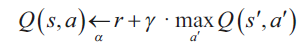 Q(s,a) ←_α r + γ · max_{a'} Q(s',a')